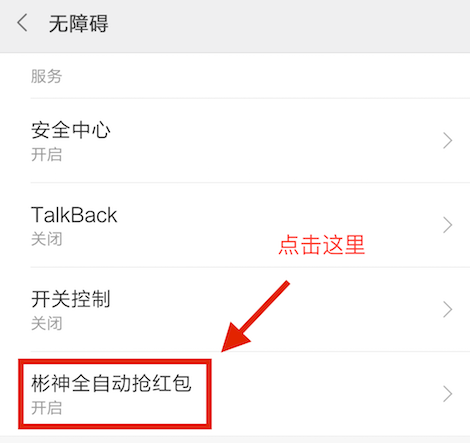 无障碍
服务
安全中心
开启
TalkBack
关闭
点击这里
开关控制
关闭
彬神全自动抢红包
开启